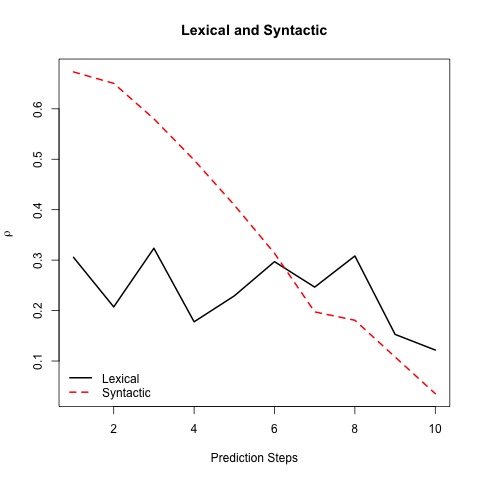 Lexical and Syntactic
ρ
0.6
0.5
0.4
0.3
0.2
0.1
Lexical
Syntactic
2 4 6 8 10
Prediction Steps